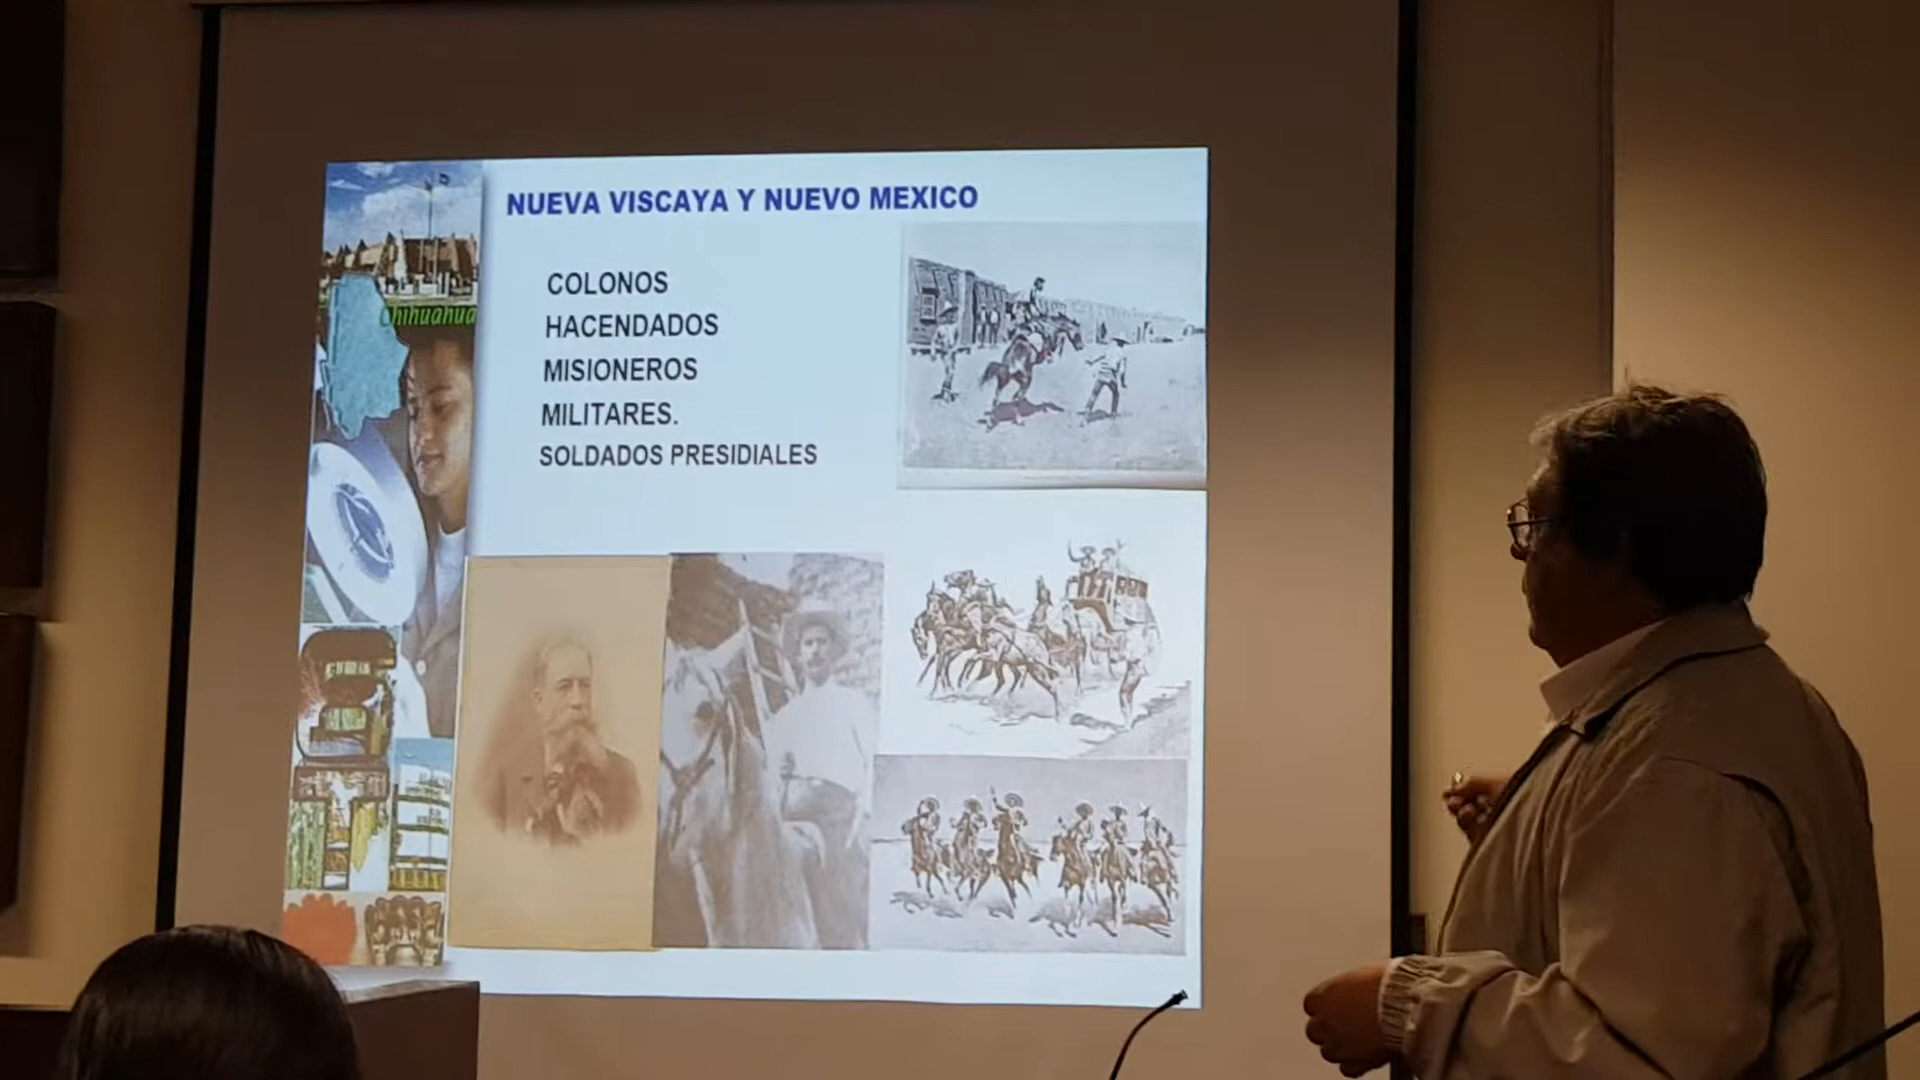 NUEVA VISCAYA Y NUEVO MEXICO
Chihuahua
COLONOS
HACENDADOS
MISIONEROS
MILITARES.
SOLDADOS PRESIDIALES